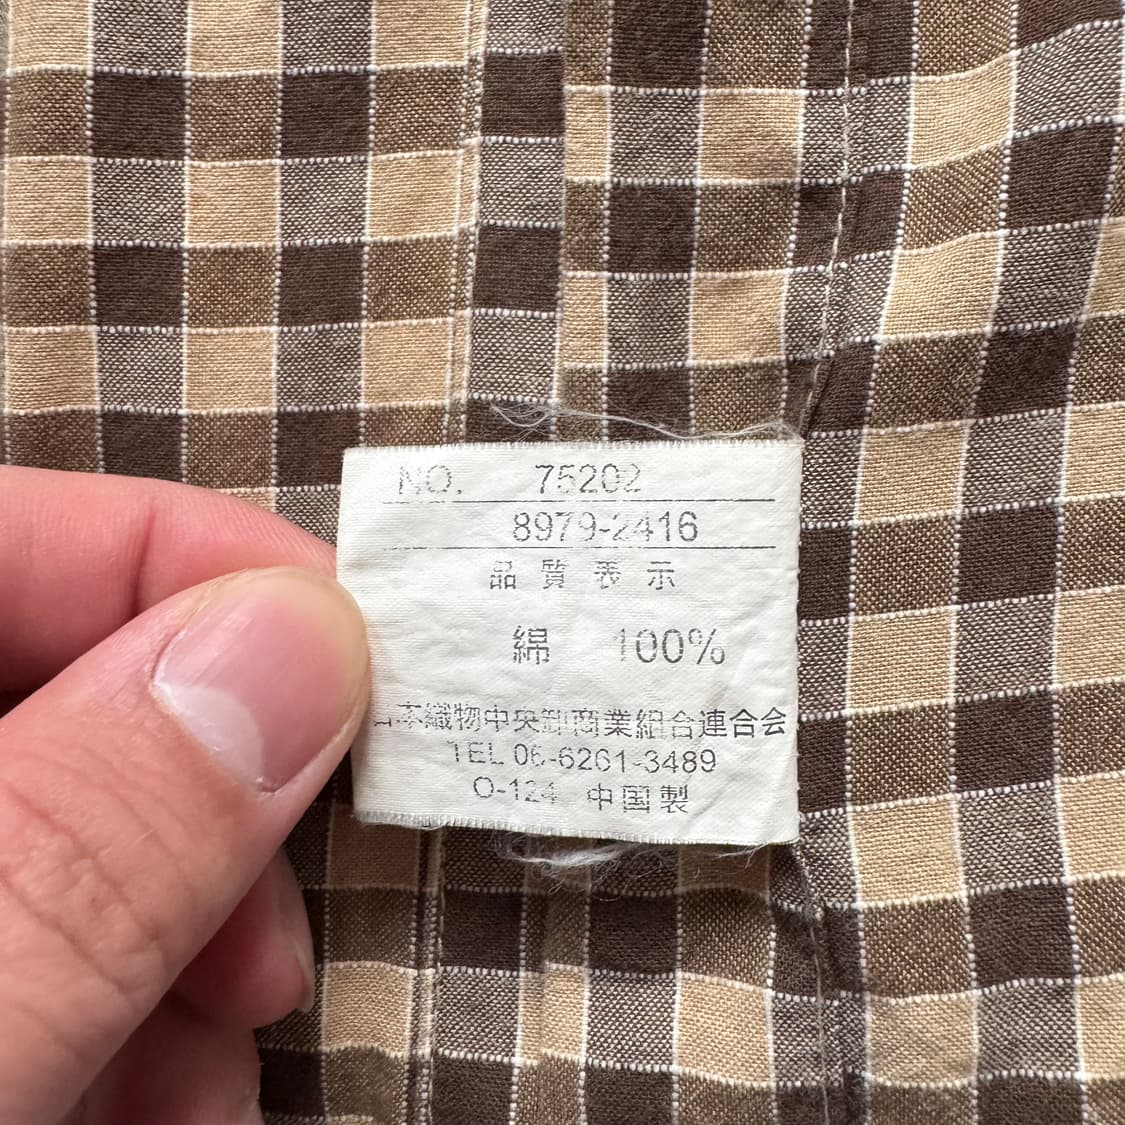 NO. 75202
8979-2416
品質表示
綿 100%
日本織物中央卸商業組合連合会
TEL 06-6261-3489
O-124 中国製